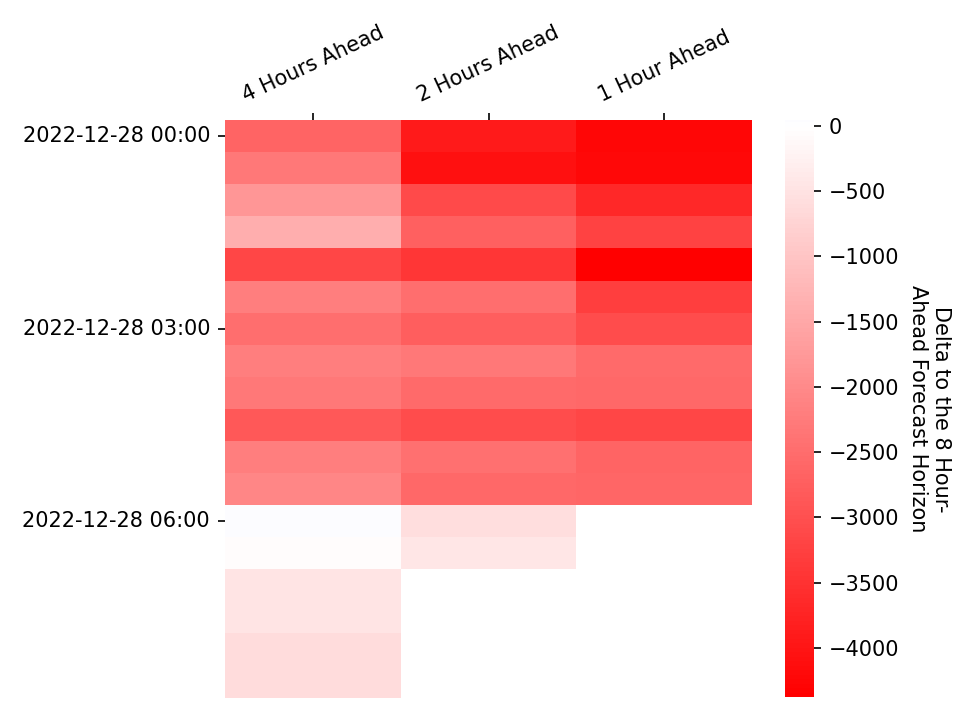 4 Hours Ahead
2 Hours Ahead
1 Hour Ahead
2022-12-28 00:00
2022-12-28 03:00
2022-12-28 06:00
0
−500
−1000
−1500
−2000
−2500
−3000
−3500
−4000
Delta to the 8 Hour-
Ahead Forecast Horizon